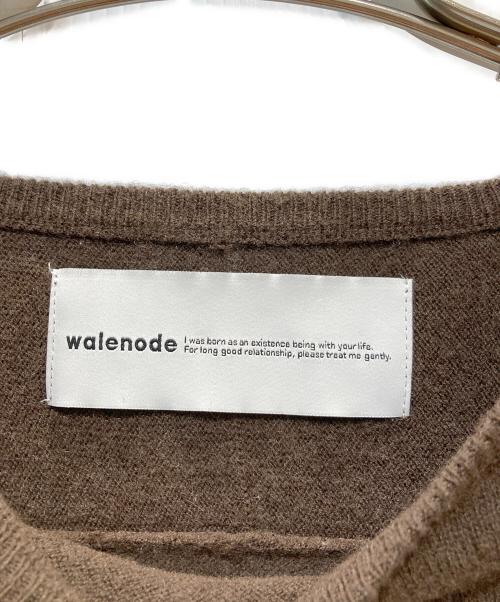 walenode
I was born as an existence being with your life.
For long good relationship, please treat me gently.